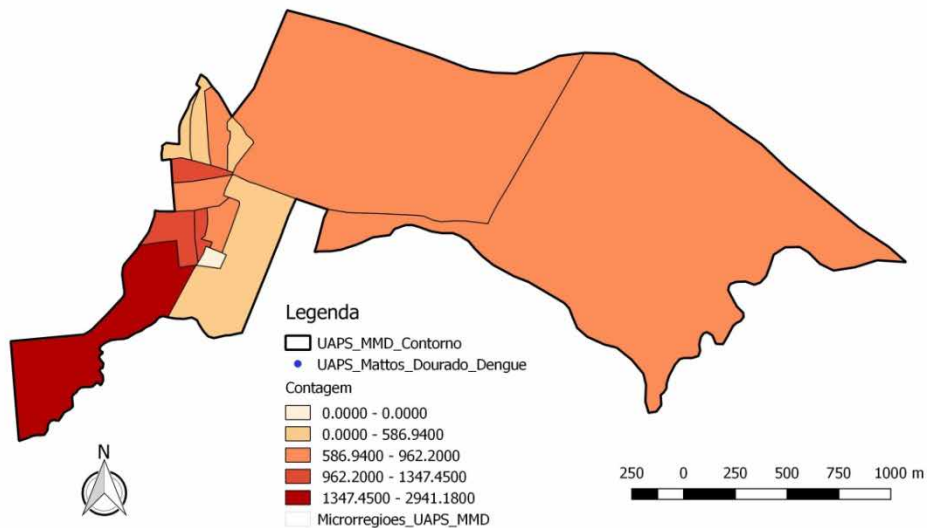 Legenda
UAPS_MMD_Contorno
UAPS_Mattos_Dourado_Dengue
Contagem
0.0000 - 0.0000
0.0000 - 586.9400
586.9400 - 962.2000
962.2000 - 1347.4500
1347.4500 - 2941.1800
Microrregioes_UAPS_MMD
N
250 0 250 500 750 1000 m